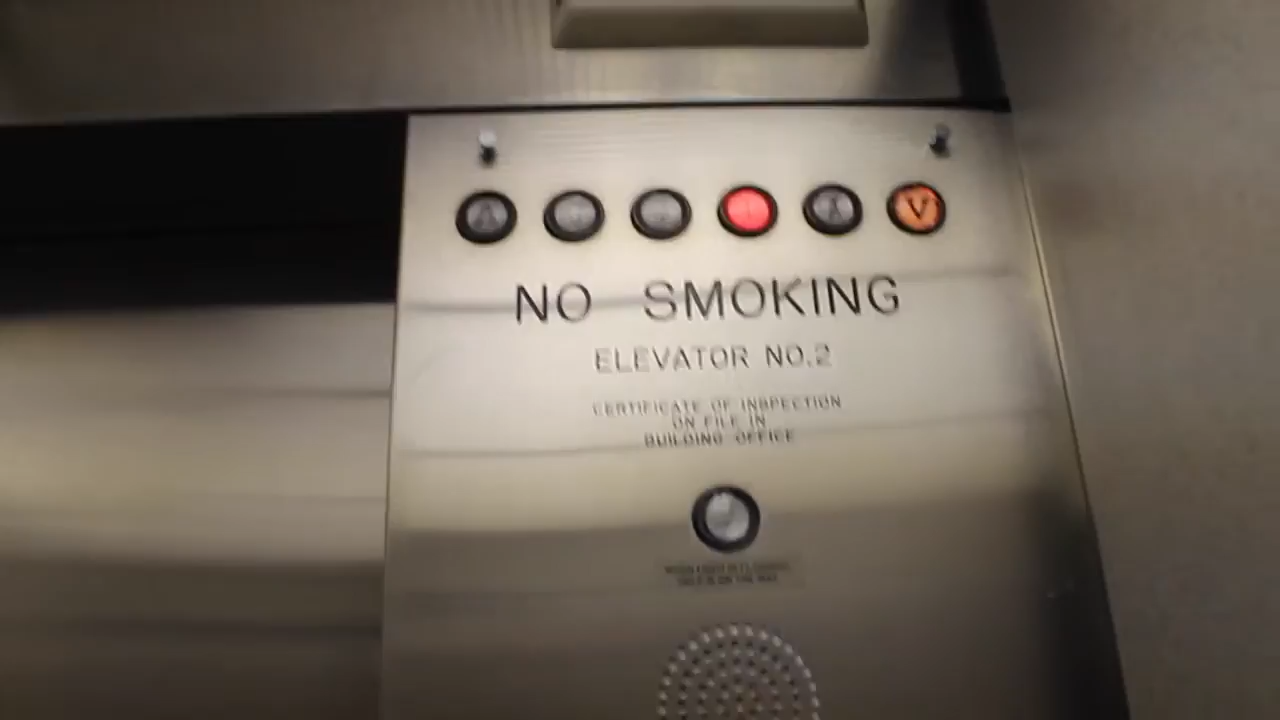 V
NO SMOKING
ELEVATOR NO.2
CERTIFICATE OF INSPECTION
ON FILE IN
BUILDING OFFICE